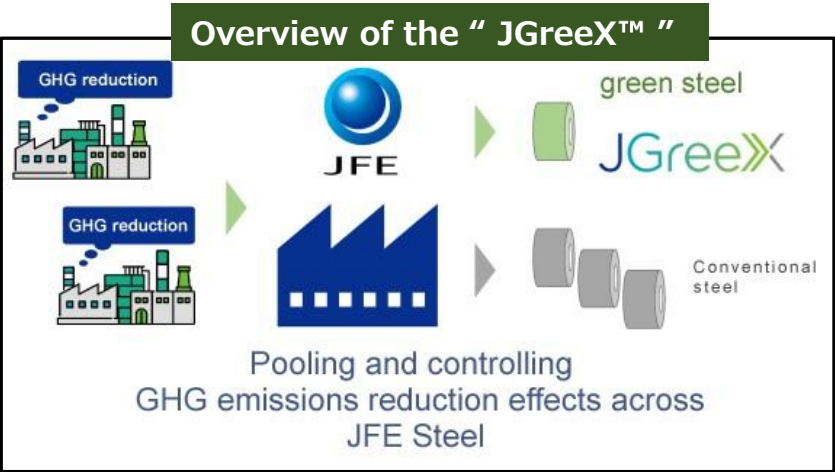 Overview of the “ JGreeX™ ”
GHG reduction
GHG reduction
JFE
green steel
JGreeX
Conventional
steel
Pooling and controlling
GHG emissions reduction effects across
JFE Steel